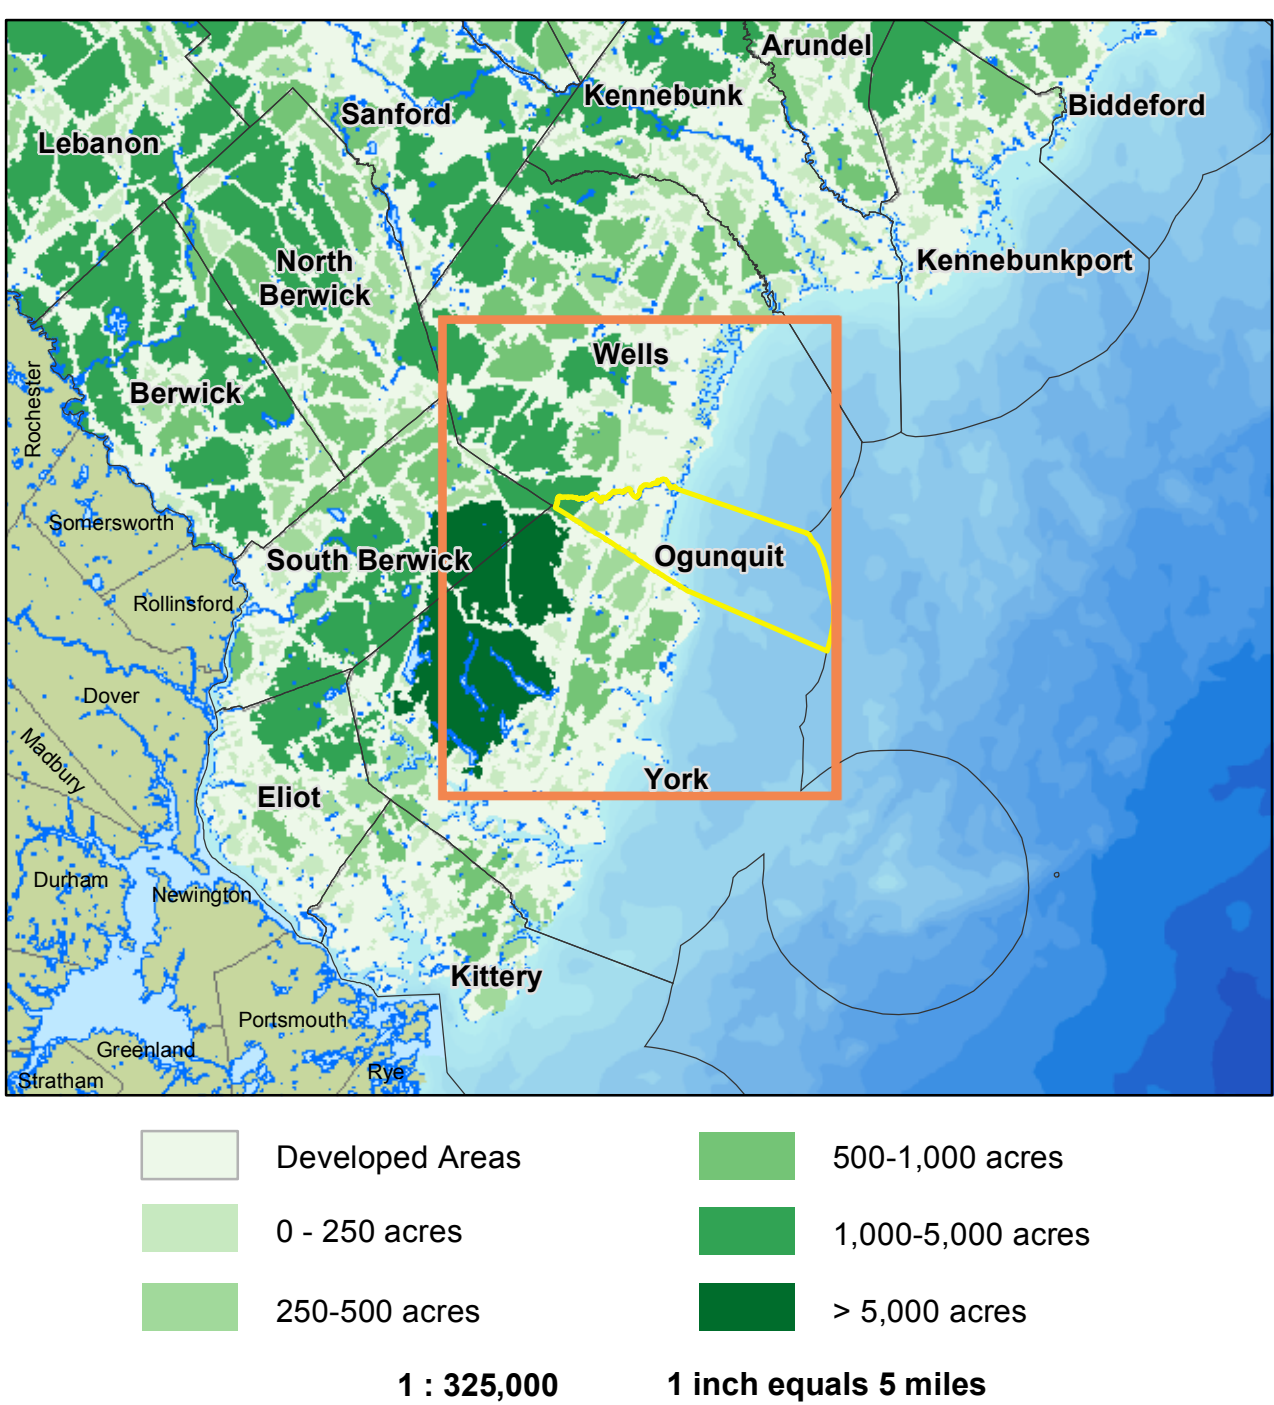 Arundel
Kennebunk
Biddeford
Sanford
Lebanon
Kennebunkport
North
Berwick
Wells
Berwick
Rochester
Somersworth
South Berwick
Ogunquit
Rollinsford
Dover
Madbury
York
Eliot
Durham
Newington
Kittery
Portsmouth
Greenland
Rye
Stratham
Developed Areas
0 - 250 acres
250-500 acres
500-1,000 acres
1,000-5,000 acres
> 5,000 acres
1 : 325,000
1 inch equals 5 miles